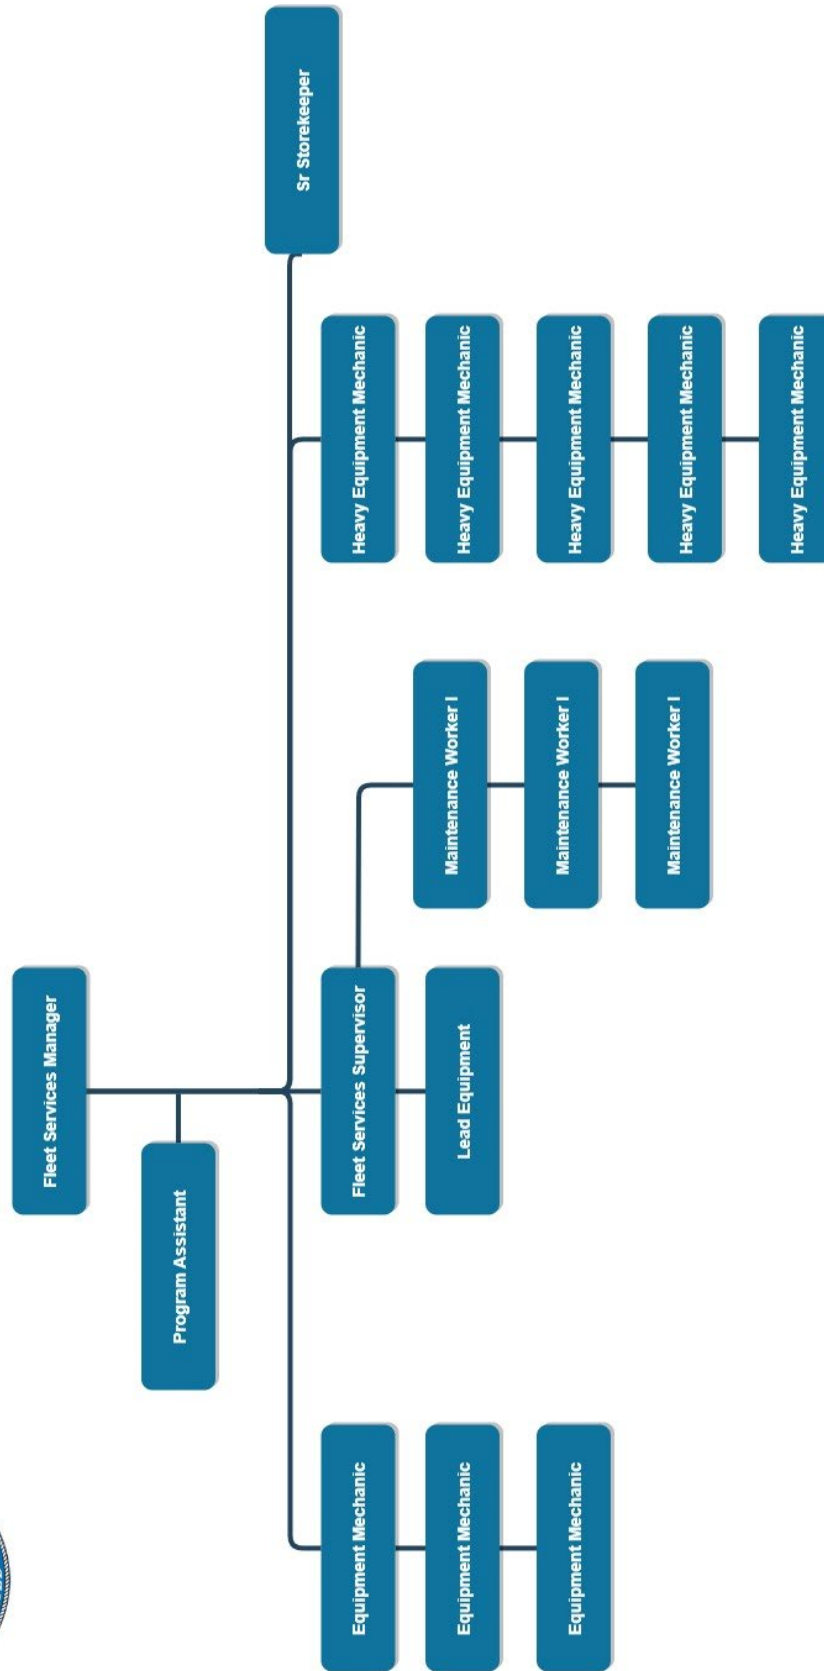 Fleet Services Manager
Program Assistant
Equipment Mechanic
Equipment Mechanic
Equipment Mechanic
Fleet Services Supervisor
Lead Equipment
Maintenance Worker I
Maintenance Worker I
Maintenance Worker I
Heavy Equipment Mechanic
Heavy Equipment Mechanic
Heavy Equipment Mechanic
Heavy Equipment Mechanic
Heavy Equipment Mechanic
Sr Storekeeper